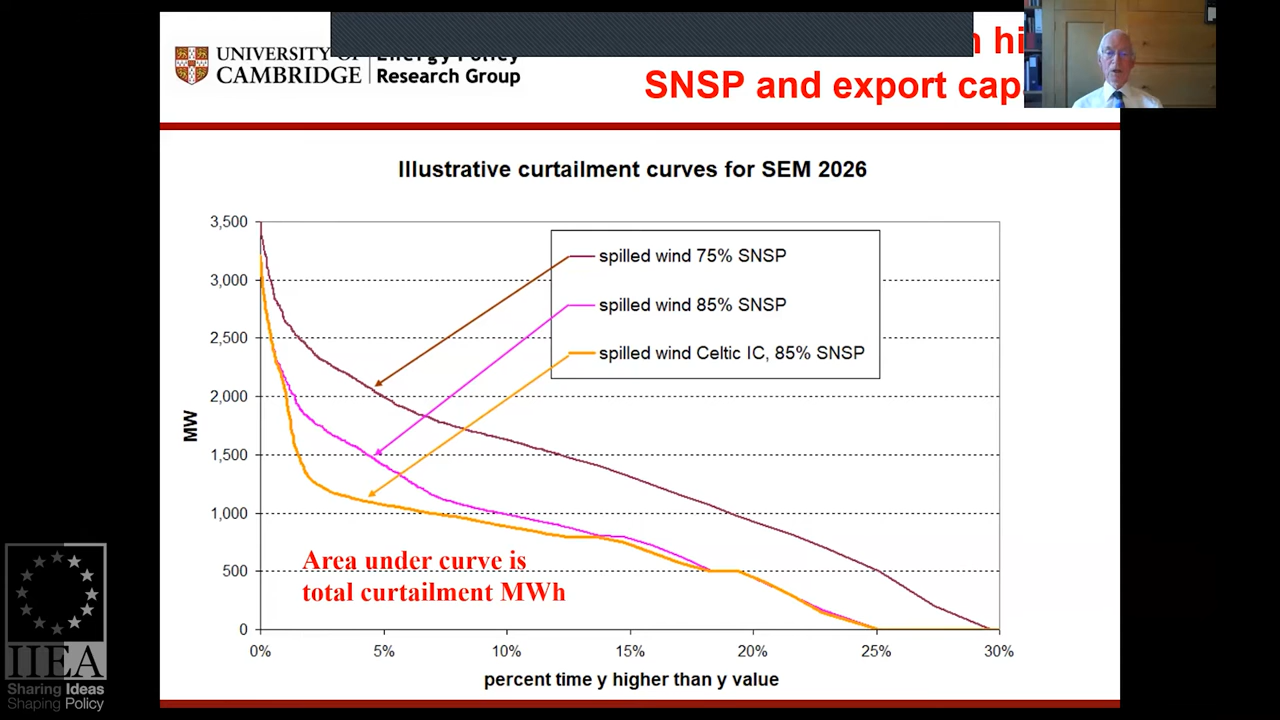 UNIVERSITY OF
CAMBRIDGE
Energy Policy
Research Group
SNSP and export cap
Illustrative curtailment curves for SEM 2026
3,500
3,000
2,500
2,000
1,500
1,000
500
0
MW
spilled wind 75% SNSP
spilled wind 85% SNSP
spilled wind Celtic IC, 85% SNSP
Area under curve is
total curtailment MWh
0% 5% 10% 15% 20% 25% 30%
percent time y higher than y value
IIEA
Sharing Ideas
Shaping Policy